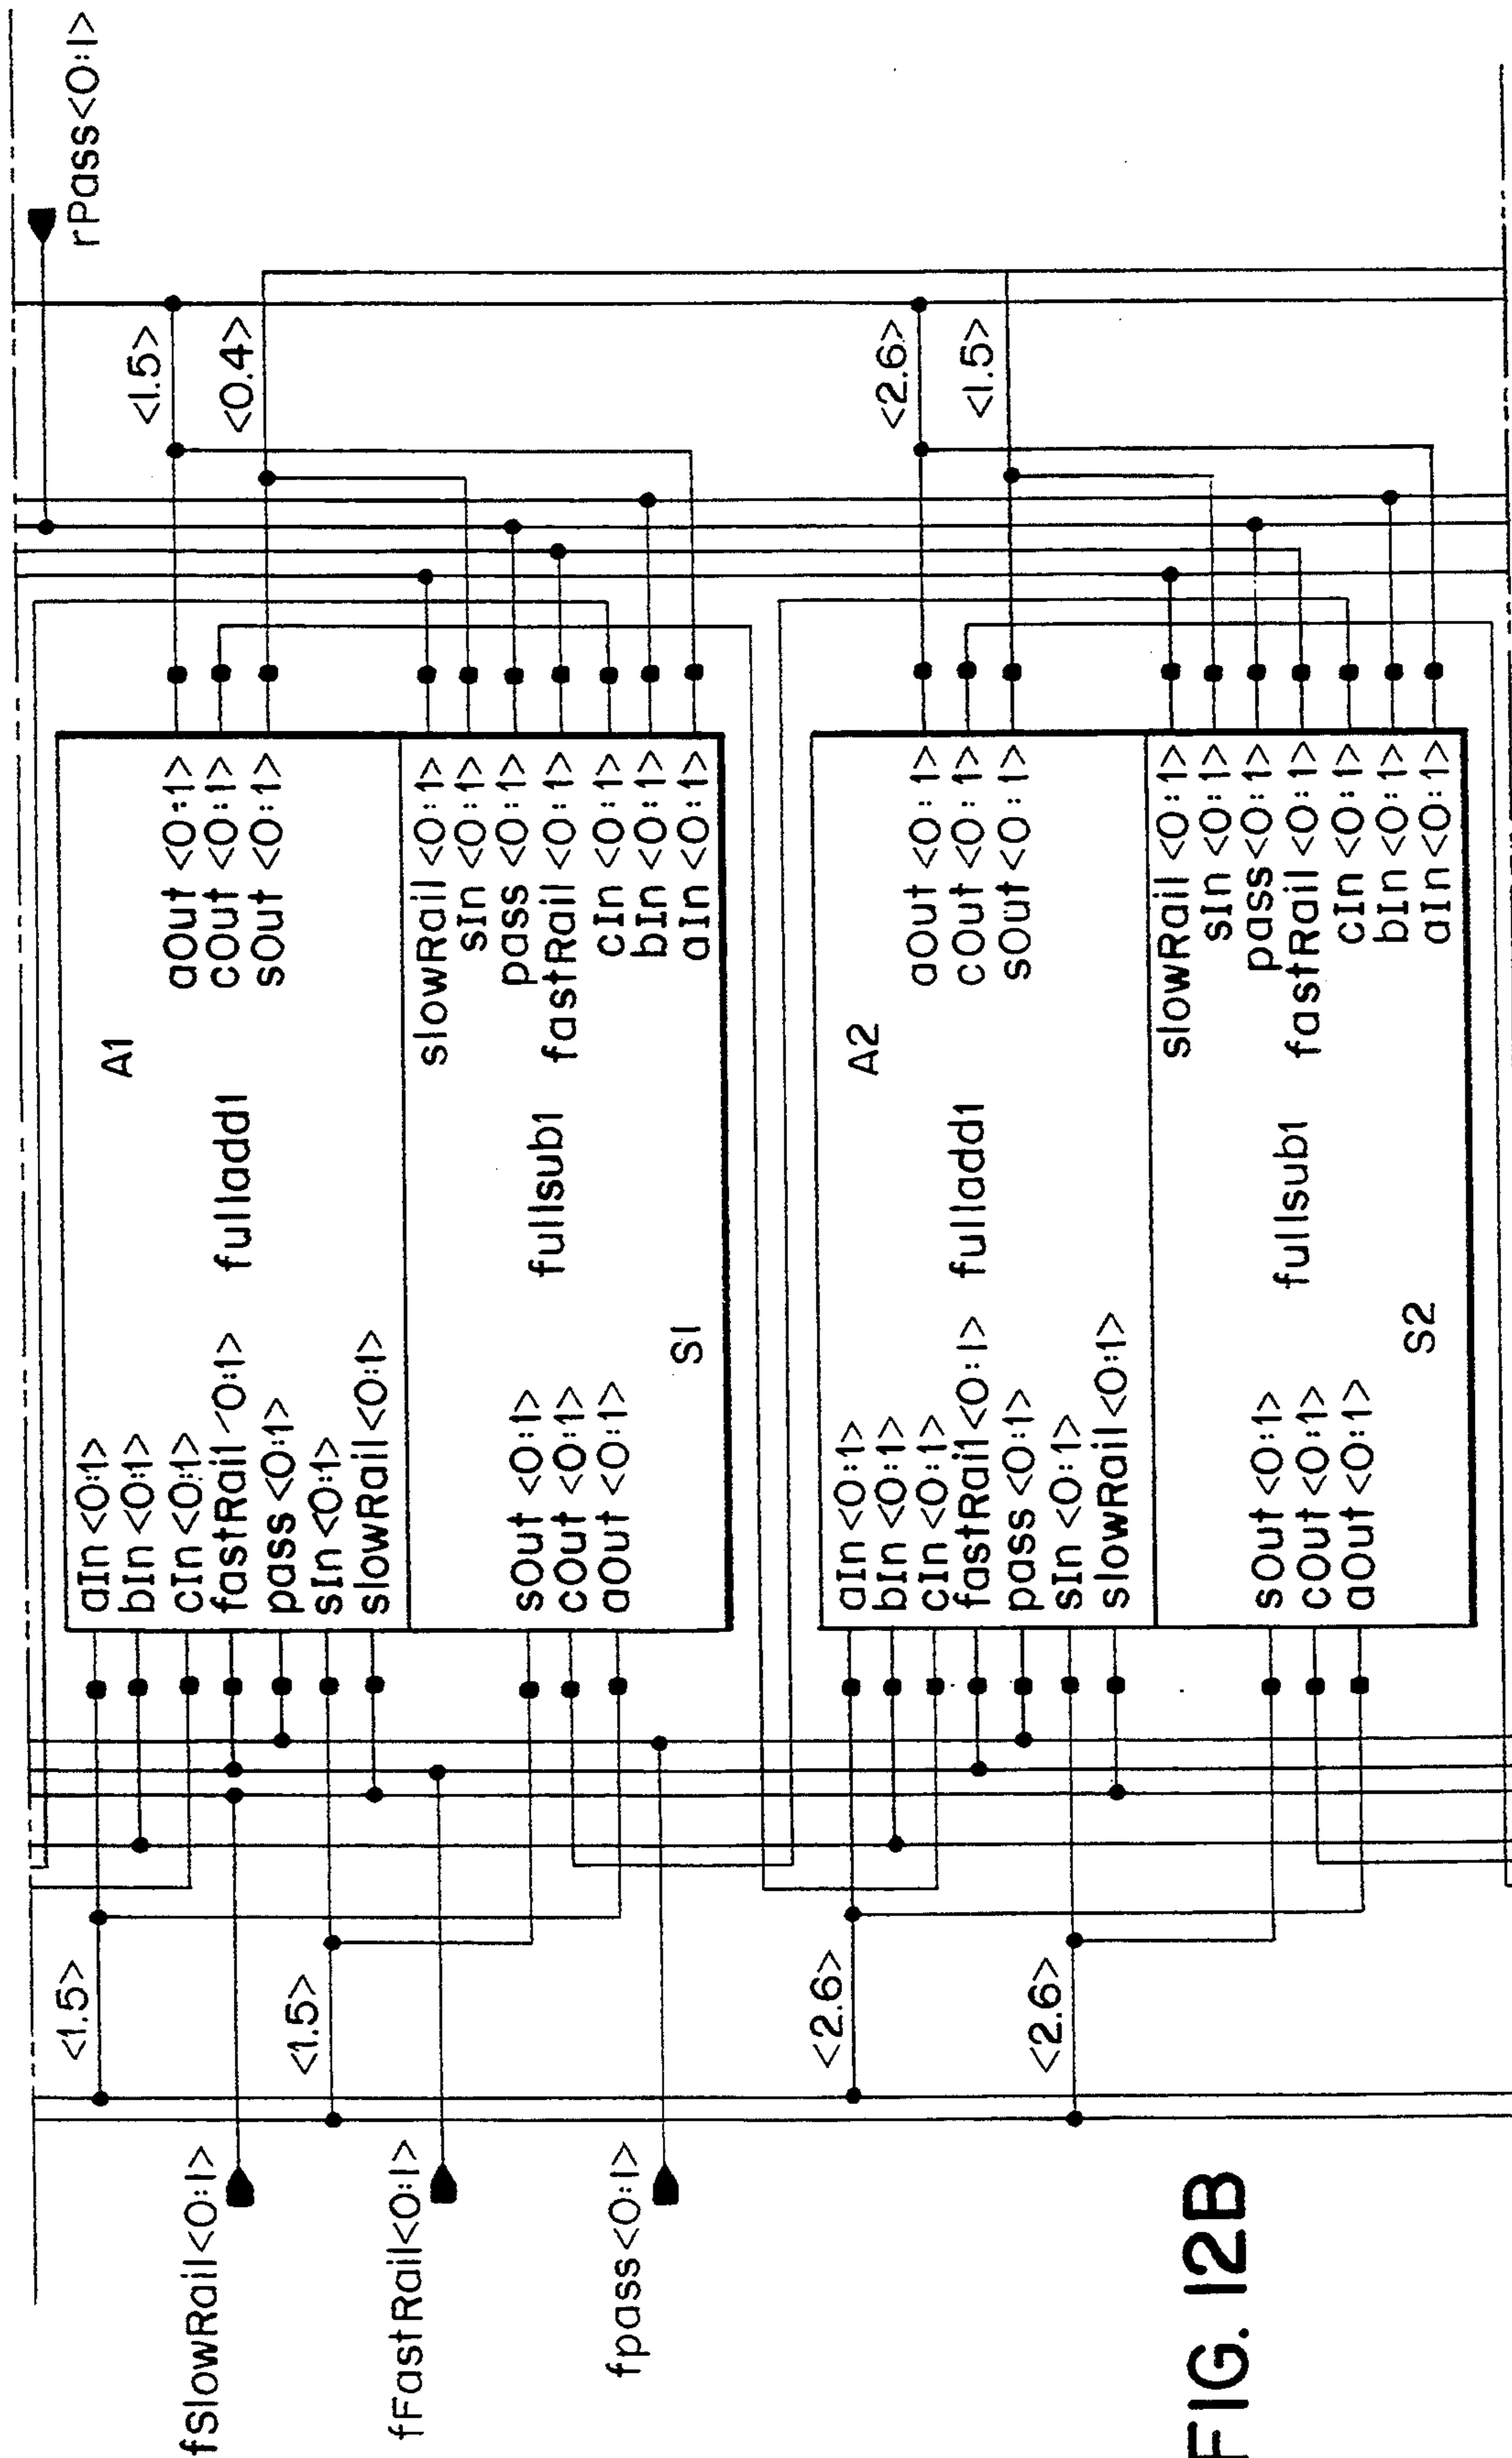 rPass<0:1>
<1.5>
<0.4>
<2.6>
<1.5>
A1
fulladd1
aIn<0:1>
bIn<0:1>
cIn<0:1>
fastRail<0:1>
pass<0:1>
sIn<0:1>
slowRail<0:1>
aOut<0:1>
cOut<0:1>
sOut<0:1>
fullsub1
S1
sOut<0:1>
cOut<0:1>
aOut<0:1>
slowRail<0:1>
sIn<0:1>
pass<0:1>
fastRail<0:1>
cIn<0:1>
bIn<0:1>
aIn<0:1>
A2
fulladd1
aIn<0:1>
bIn<0:1>
cIn<0:1>
fastRail<0:1>
pass<0:1>
sIn<0:1>
slowRail<0:1>
aOut<0:1>
cOut<0:1>
sOut<0:1>
fullsub1
S2
sOut<0:1>
cOut<0:1>
aOut<0:1>
slowRail<0:1>
sIn<0:1>
pass<0:1>
fastRail<0:1>
cIn<0:1>
bIn<0:1>
aIn<0:1>
<1.5>
<1.5>
<2.6>
<2.6>
fSlowRail<0:1>
fFastRail<0:1>
fpass<0:1>
FIG. 12B